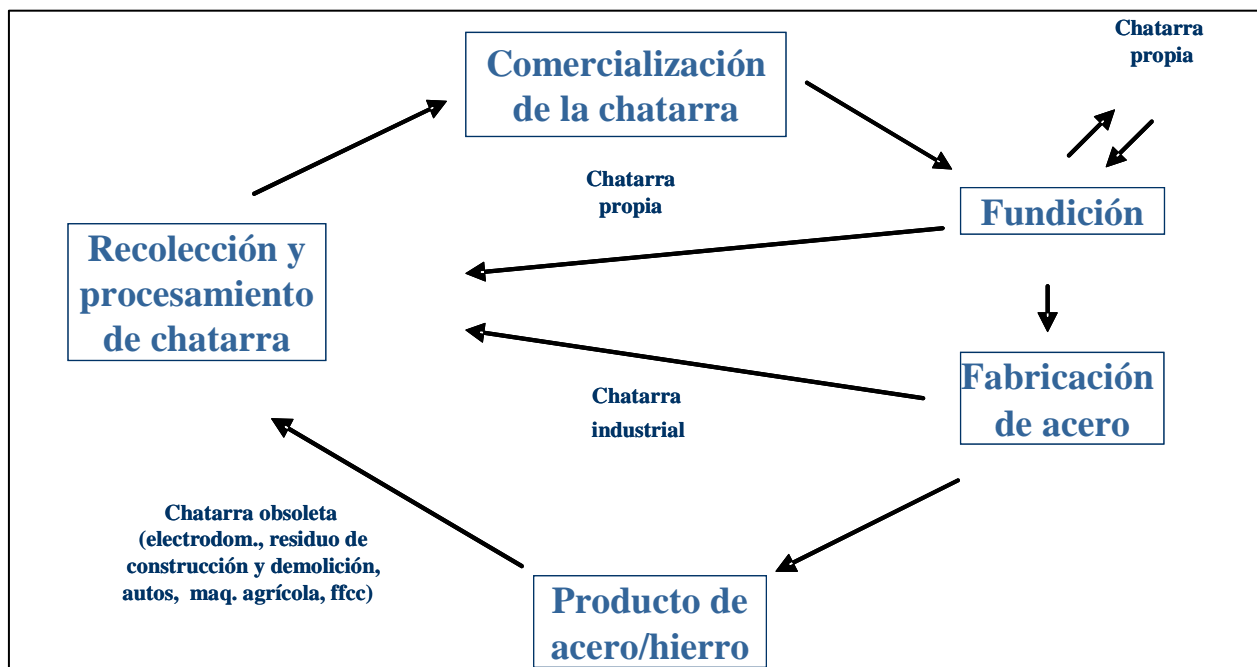 Chatarra
propia
Comercialización
de la chatarra
Chatarra
propia
Fundición
Recolección y
procesamiento
de chatarra
Fabricación
de acero
Chatarra
industrial
Chatarra obsoleta
(electrodom., residuo de
construcción y demolición,
autos, maq. agrícola, ffcc)
Producto de
acero/hierro